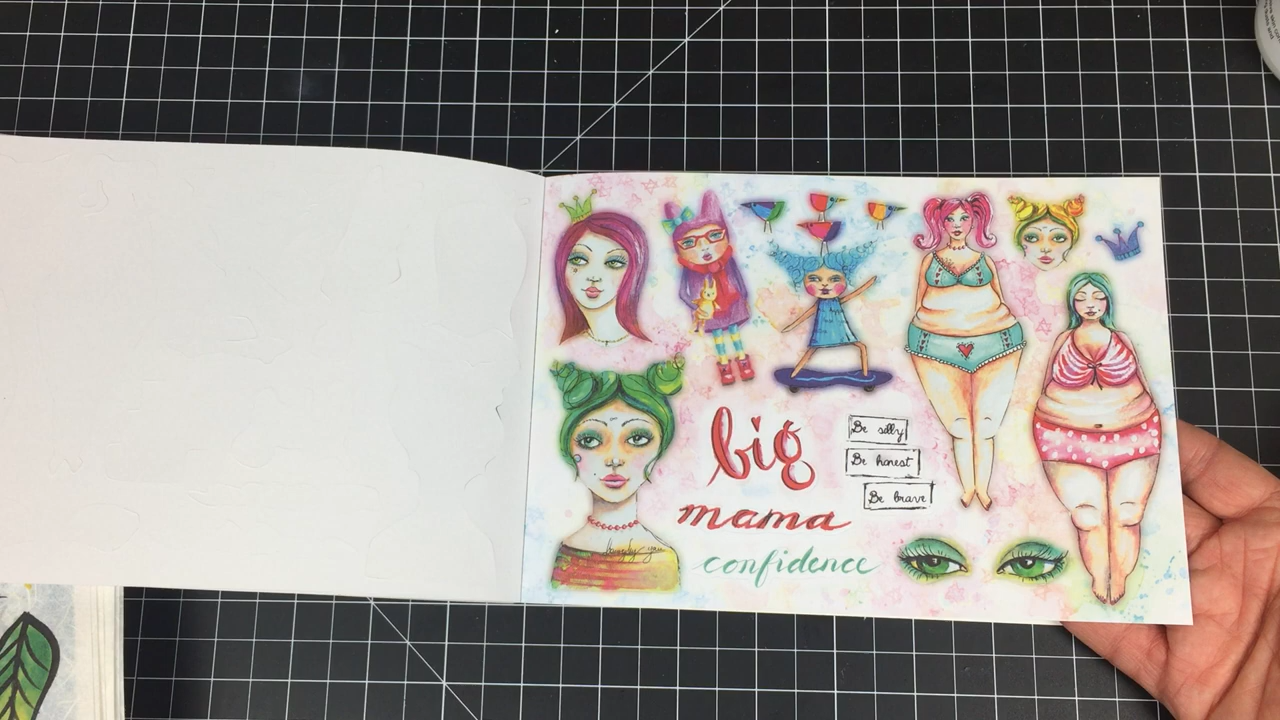 big
mama
confidence
Be silly
Be honest
Be brave